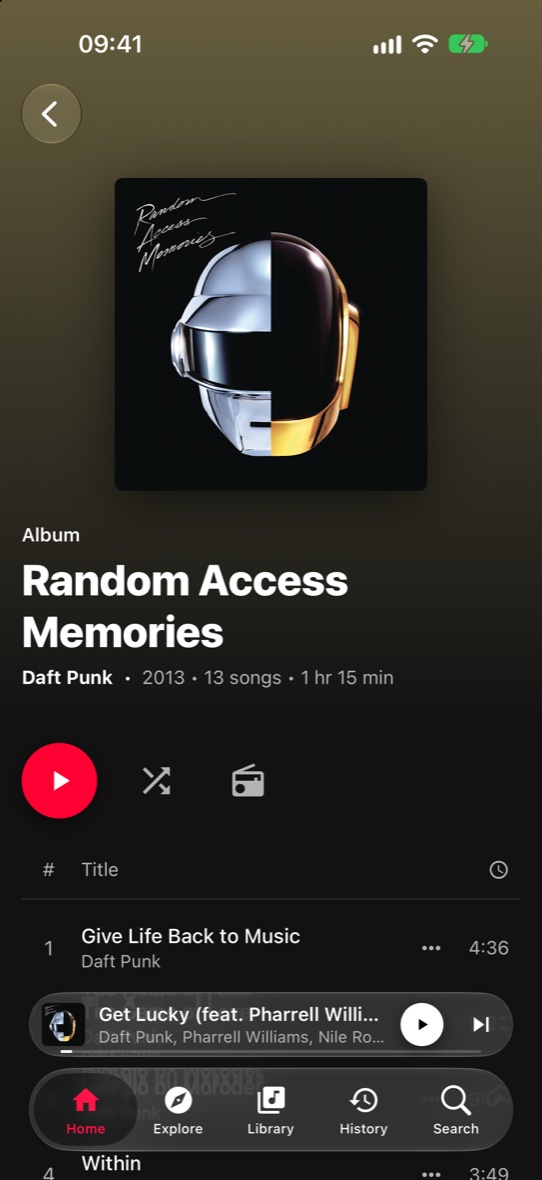 09:41
Random
Access
Memories
Album
Random Access
Memories
Daft Punk • 2013 • 13 songs • 1 hr 15 min
# Title
1 Give Life Back to Music ••• 4:36
Daft Punk
Get Lucky (feat. Pharrell Willi...
Daft Punk, Pharrell Williams, Nile Ro...
Home Explore Library History Search
Within
4 ••• 3:49